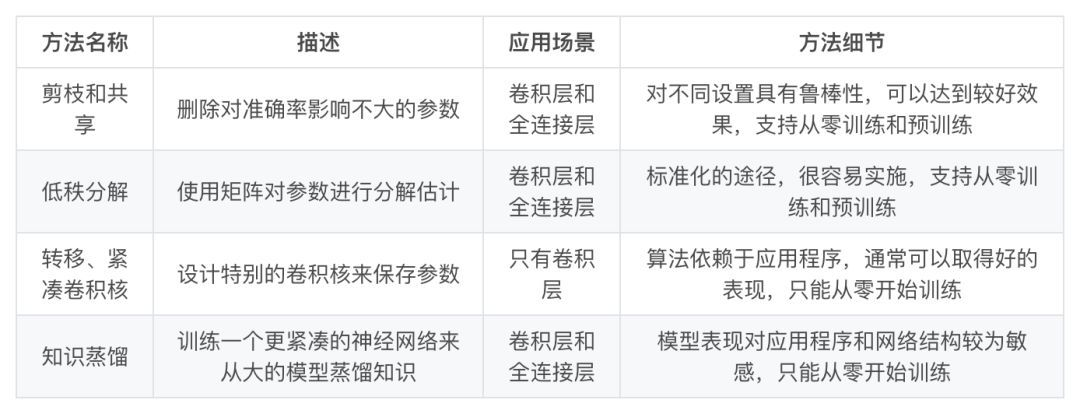 方法名称 描述 应用场景 方法细节
剪枝和共
享
删除对准确率影响不大的参数
卷积层和
全连接层
对不同设置具有鲁棒性，可以达到较好效
果，支持从零训练和预训练
低秩分解
使用矩阵对参数进行分解估计
卷积层和
全连接层
标准化的途径，很容易实施，支持从零训
练和预训练
转移、紧
凑卷积核
设计特别的卷积核来保存参数
只有卷积
层
算法依赖于应用程序，通常可以取得好的
表现，只能从零开始训练
知识蒸馏
训练一个更紧凑的神经网络来
从大的模型蒸馏知识
卷积层和
全连接层
模型表现对应用程序和网络结构较为敏
感，只能从零开始训练